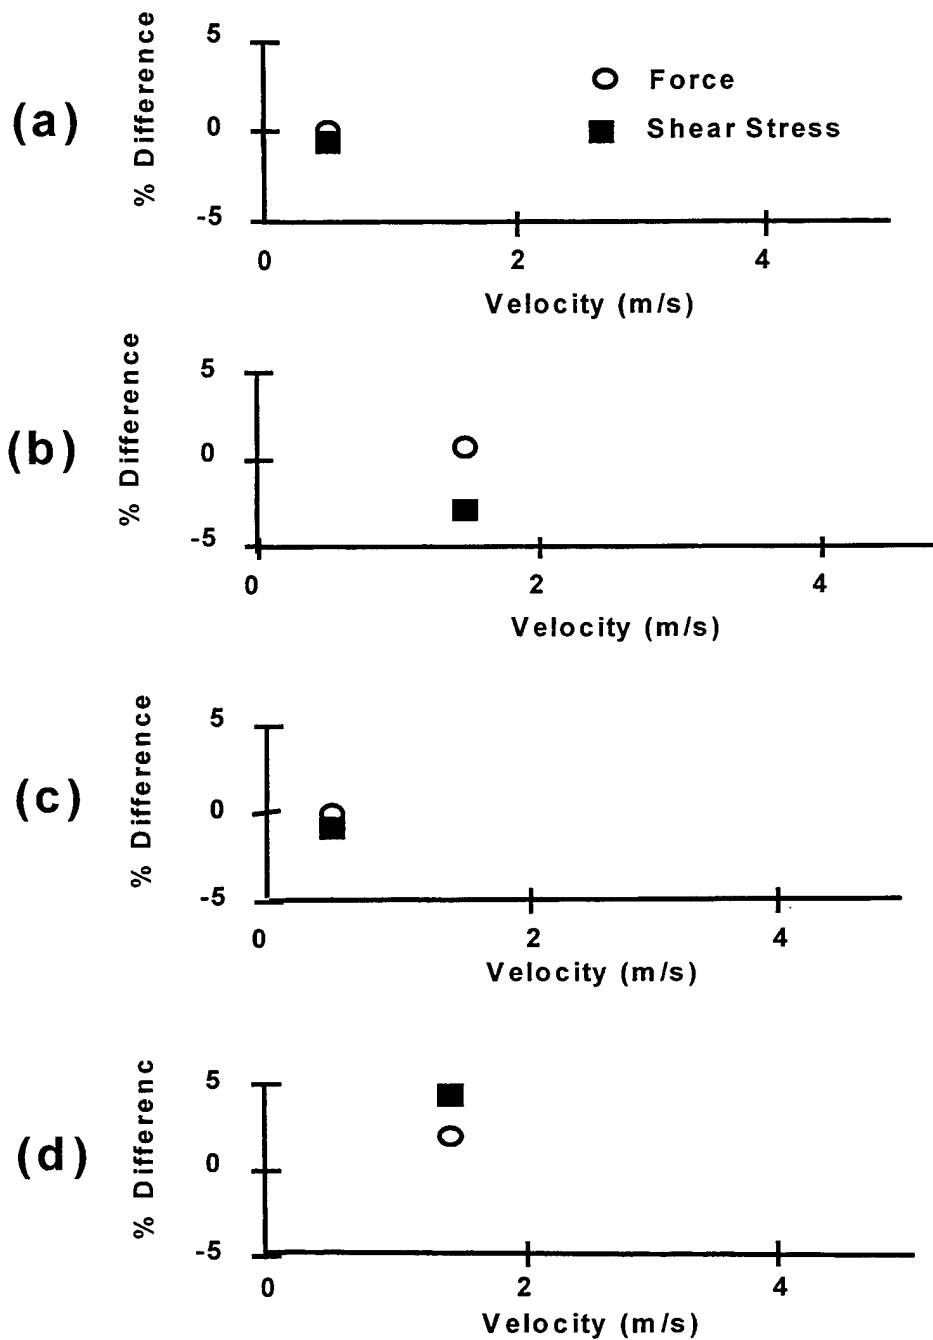 (a)
% Difference
5
0
-5
Force
Shear Stress
0 2 4
Velocity (m/s)
(b)
% Difference
5
0
-5
0 2 4
Velocity (m/s)
(c)
% Difference
5
0
-5
0 2 4
Velocity (m/s)
(d)
% Differenc
5
0
-5
0 2 4
Velocity (m/s)